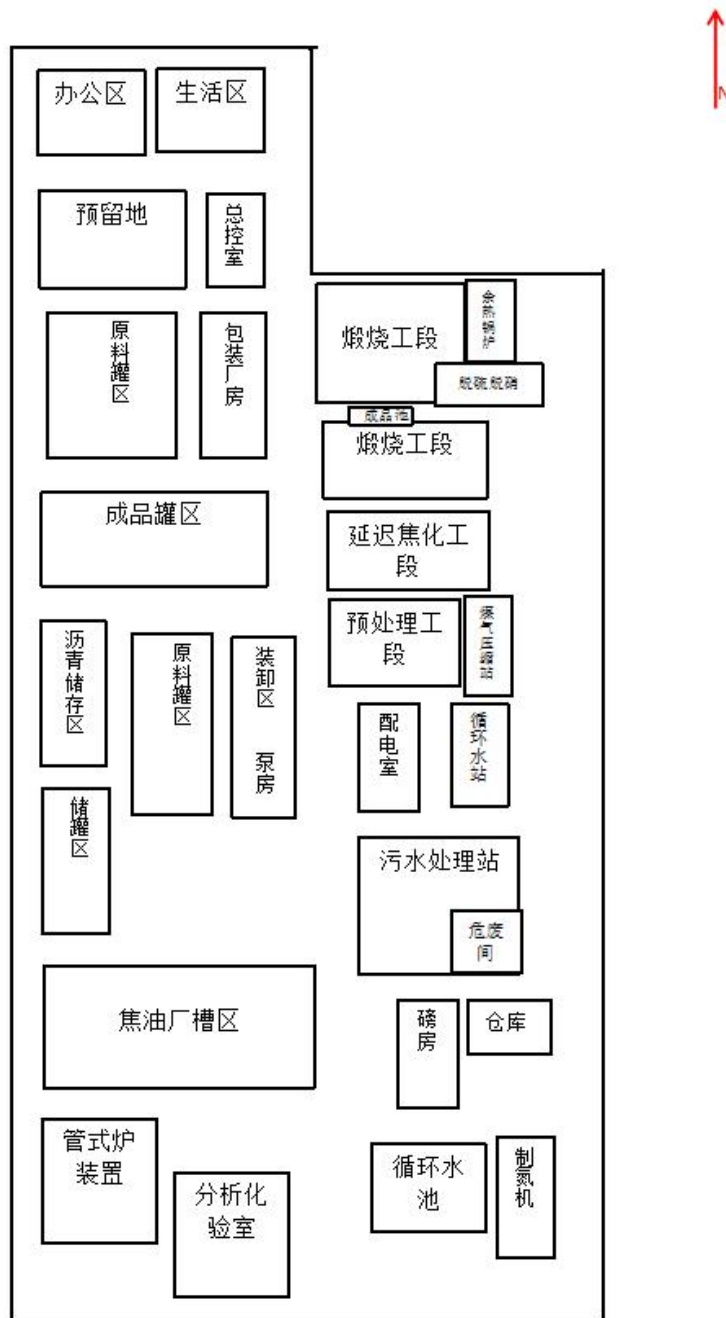 N
办公区
生活区
预留地
总控室
原料罐区
包装厂房
煅烧工段
余热锅炉
脱硫脱硝
成品池
煅烧工段
成品罐区
延迟焦化工
段
预处理工
段
煤气压缩站
沥青储存区
原料罐区
装卸区
泵房
配电室
循环水站
储罐区
污水处理站
危废
间
焦油厂槽区
磅房
仓库
管式炉
装置
分析化
验室
循环水
池
制氮机